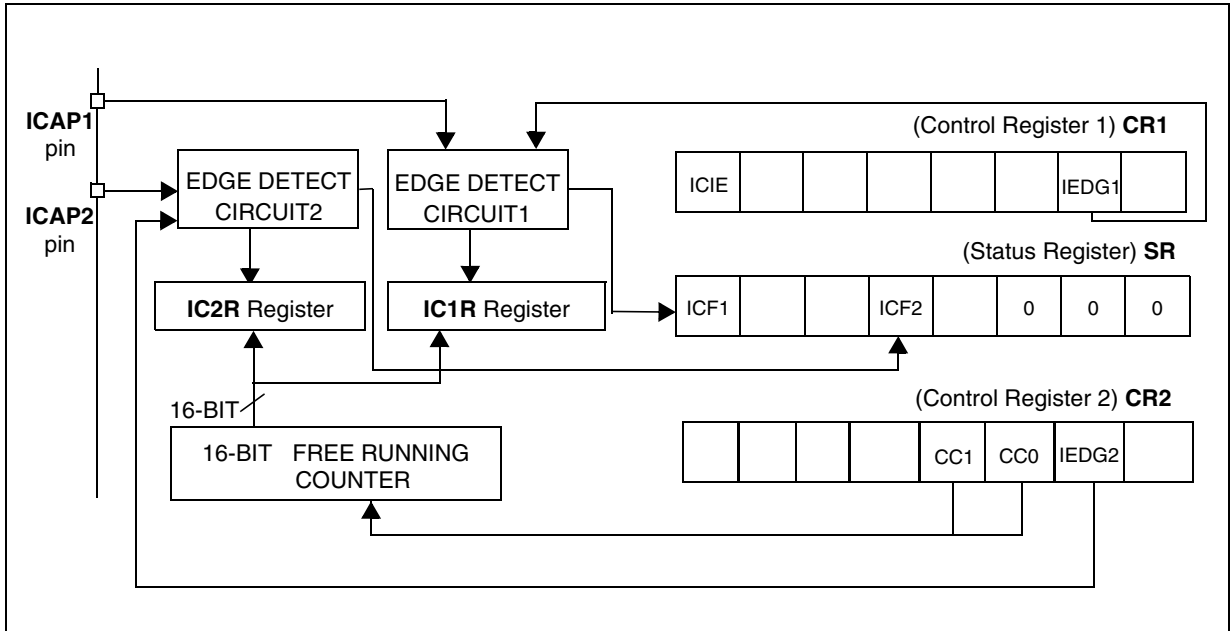 ICAP1
pin
ICAP2
pin
EDGE DETECT
CIRCUIT2
EDGE DETECT
CIRCUIT1
IC2R Register
IC1R Register
16-BIT
16-BIT FREE RUNNING
COUNTER
(Control Register 1) CR1
ICIE
IEDG1
(Status Register) SR
ICF1
ICF2
0
0
0
(Control Register 2) CR2
CC1
CC0
IEDG2